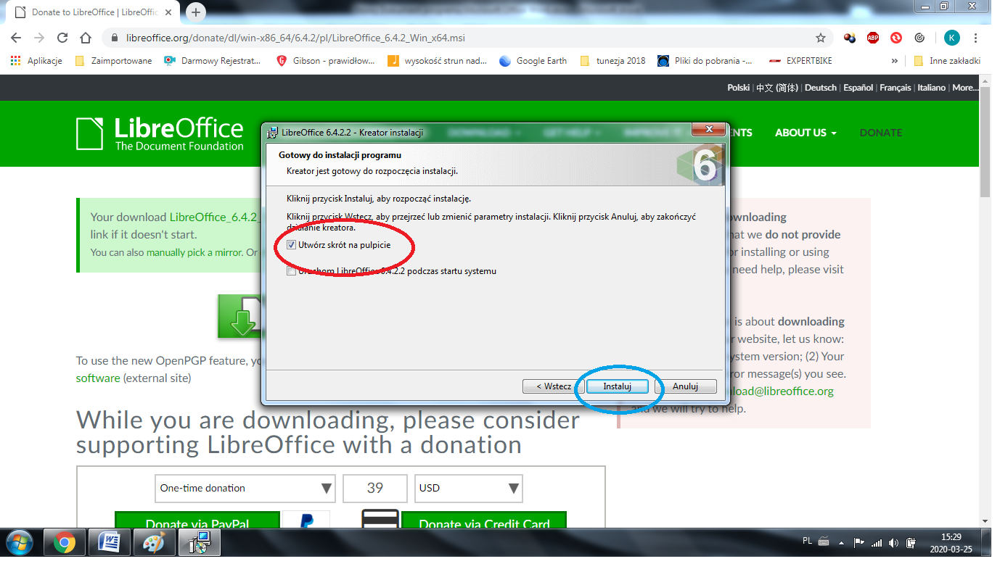 Donate to LibreOffice | LibreOffic
libreoffice.org/donate/dl/win-x86_64/6.4.2/pl/LibreOffice_6.4.2_Win_x64.msi
ABP
K
Aplikacje
Zaimportowane
Darmowy Rejestrat...
Gibson - prawidłow...
wysokość strun nad...
Google Earth
tunezja 2018
Pliki do pobrania -...
EXPERTBIKE
»
Inne zakładki
Polski | 中文 (简体) | Deutsch | Español | Français | Italiano | More...
LibreOffice
The Document Foundation
DOWNLOAD
GET HELP
IMPROVE IT
ENTS
ABOUT US
DONATE
LibreOffice 6.4.2.2 - Kreator instalacji
Gotowy do instalacji programu
Kreator jest gotowy do rozpoczęcia instalacji.
6
Kliknij przycisk Instaluj, aby rozpocząć instalację.
Kliknij przycisk Wstecz, aby przejrzeć lub zmienić parametry instalacji. Kliknij przycisk Anuluj, aby zakończyć
działanie kreatora.
Utwórz skrót na pulpicie
Uruchom LibreOffice 6.4.2.2 podczas startu systemu
< Wstecz
Instaluj
Anuluj
Your download LibreOffice_6.4.2_
link if it doesn't start.
You can also manually pick a mirror. Or
wnloading
hat we do not provide
or installing or using
need help, please visit
is about downloading
r website, let us know:
ystem version; (2) Your
ror message(s) you see.
load@libreoffice.org
and we will try to help.
To use the new OpenPGP feature, yo
software (external site)
While you are downloading, please consider
supporting LibreOffice with a donation
One-time donation
39
USD
Donate via PayPal
Donate via Credit Card
PL
15:29
2020-03-25